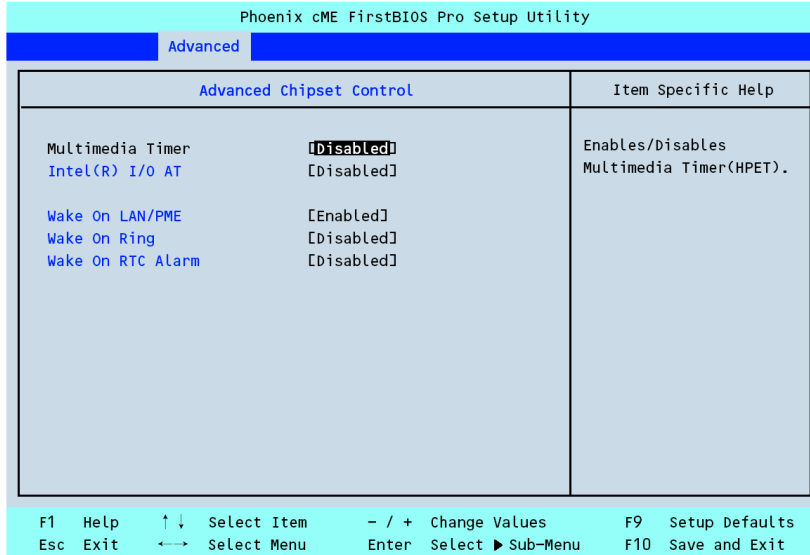 Phoenix cME FirstBIOS Pro Setup Utility
Advanced
Advanced Chipset Control
Item Specific Help
Multimedia Timer [Disabled]
Intel(R) I/O AT [Disabled]
Wake On LAN/PME [Enabled]
Wake On Ring [Disabled]
Wake On RTC Alarm [Disabled]
Enables/Disables
Multimedia Timer(HPET).
F1 Help ↑↓ Select Item - / + Change Values F9 Setup Defaults
Esc Exit ←→ Select Menu Enter Select ▶ Sub-Menu F10 Save and Exit